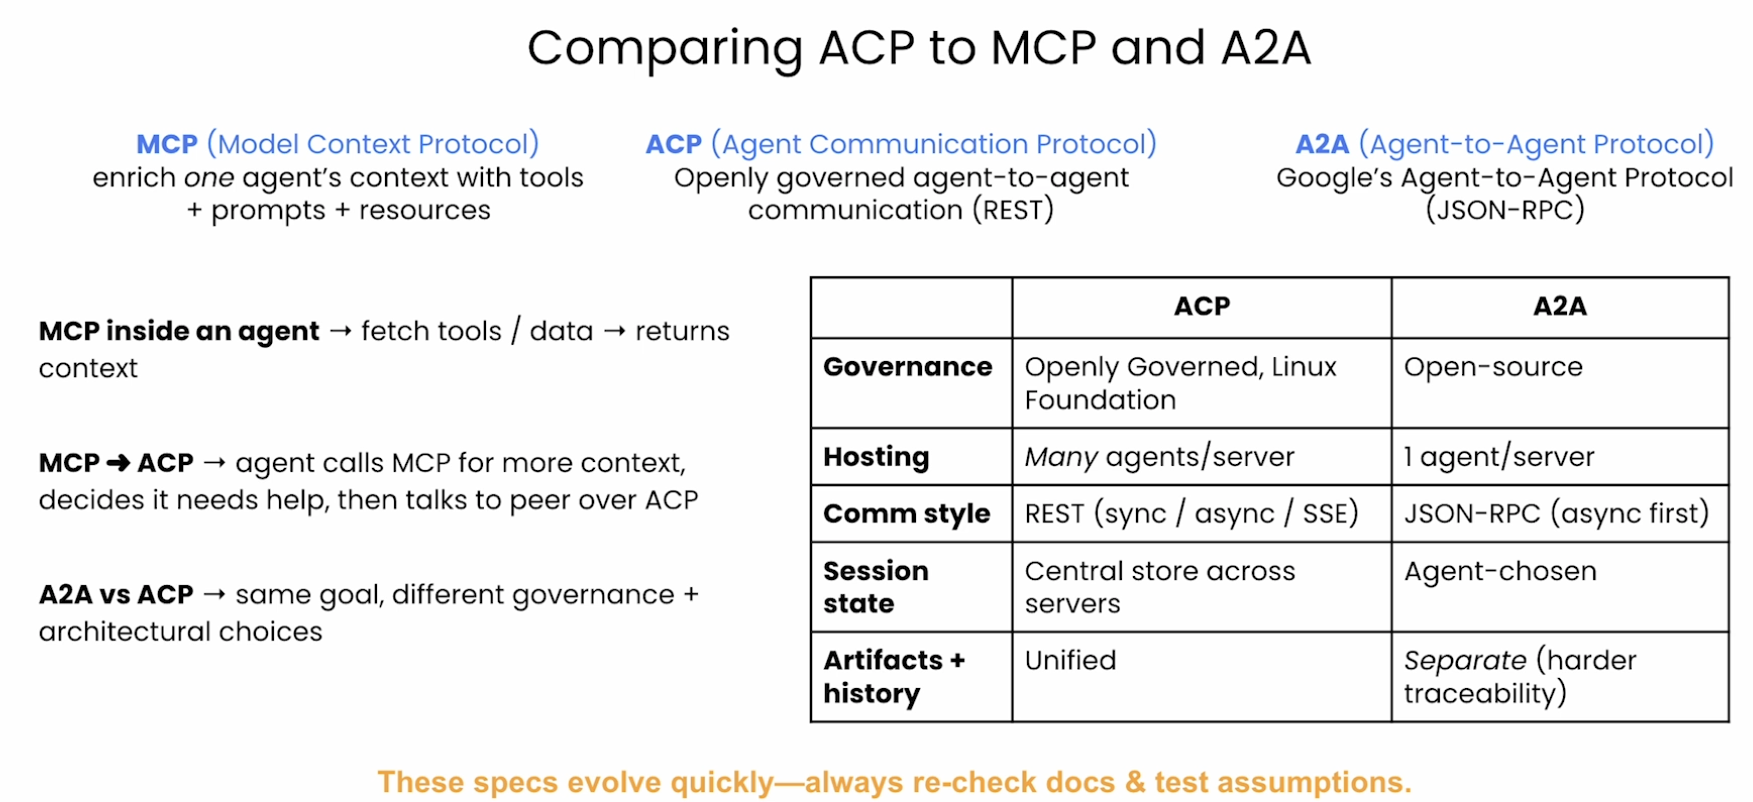 Comparing ACP to MCP and A2A
MCP (Model Context Protocol)
enrich one agent's context with tools
+ prompts + resources
ACP (Agent Communication Protocol)
Openly governed agent-to-agent
communication (REST)
A2A (Agent-to-Agent Protocol)
Google's Agent-to-Agent Protocol
(JSON-RPC)
MCP inside an agent → fetch tools / data → returns
context
MCP ➜ ACP → agent calls MCP for more context,
decides it needs help, then talks to peer over ACP
A2A vs ACP → same goal, different governance +
architectural choices
ACP
A2A
Governance
Openly Governed, Linux
Foundation
Open-source
Hosting
Many agents/server
1 agent/server
Comm style
REST (sync / async / SSE)
JSON-RPC (async first)
Session
state
Central store across
servers
Agent-chosen
Artifacts +
history
Unified
Separate (harder
traceability)
These specs evolve quickly—always re-check docs & test assumptions.